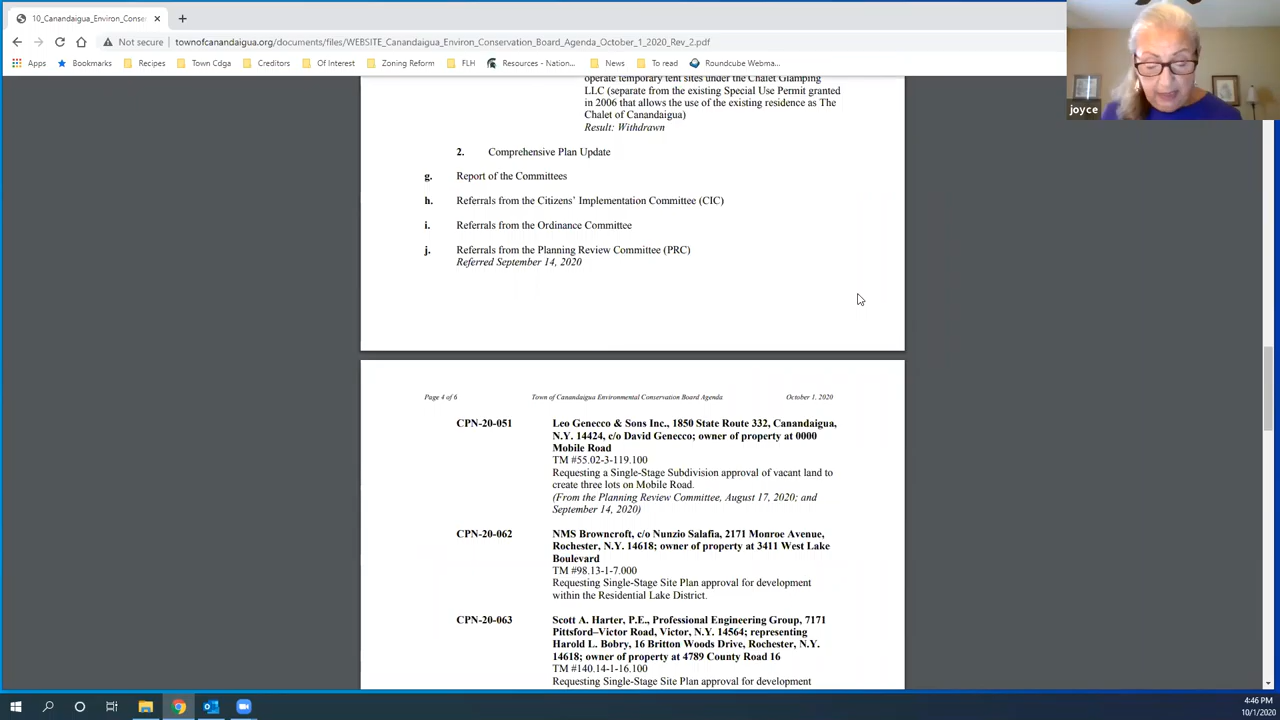 10_Canandaigua_Environ_Conse
Not secure
townofcanandaigua.org/documents/files/WEBSITE_Canandaigua_Environ_Conservation_Board_Agenda_October_1_2020_Rev_2.pdf
Apps Bookmarks Recipes Town Cdga Creditors Of Interest Zoning Reform FLH Resources - Nation... News To read Roundcube Webma...
joyce
operate temporary tent sites under the Chalet Glamping
LLC (separate from the existing Special Use Permit granted
in 2006 that allows the use of the existing residence as The
Chalet of Canandaigua)
Result: Withdrawn
2. Comprehensive Plan Update
g. Report of the Committees
h. Referrals from the Citizens' Implementation Committee (CIC)
i. Referrals from the Ordinance Committee
j. Referrals from the Planning Review Committee (PRC)
Referred September 14, 2020
Page 4 of 6 Town of Canandaigua Environmental Conservation Board Agenda October 1, 2020
CPN-20-051 Leo Genecco & Sons Inc., 1850 State Route 332, Canandaigua,
N.Y. 14424, c/o David Genecco; owner of property at 0000
Mobile Road
TM #55.02-3-119.100
Requesting a Single-Stage Subdivision approval of vacant land to
create three lots on Mobile Road.
(From the Planning Review Committee, August 17, 2020; and
September 14, 2020)
CPN-20-062 NMS Browncroft, c/o Nunzio Salafia, 2171 Monroe Avenue,
Rochester, N.Y. 14618; owner of property at 3411 West Lake
Boulevard
TM #98.13-1-7.000
Requesting Single-Stage Site Plan approval for development
within the Residential Lake District.
CPN-20-063 Scott A. Harter, P.E., Professional Engineering Group, 7171
Pittsford–Victor Road, Victor, N.Y. 14564; representing
Harold L. Bobry, 16 Britton Woods Drive, Rochester, N.Y.
14618; owner of property at 4789 County Road 16
TM #140.14-1-16.100
Requesting Single-Stage Site Plan approval for development
4:46 PM
10/1/2020